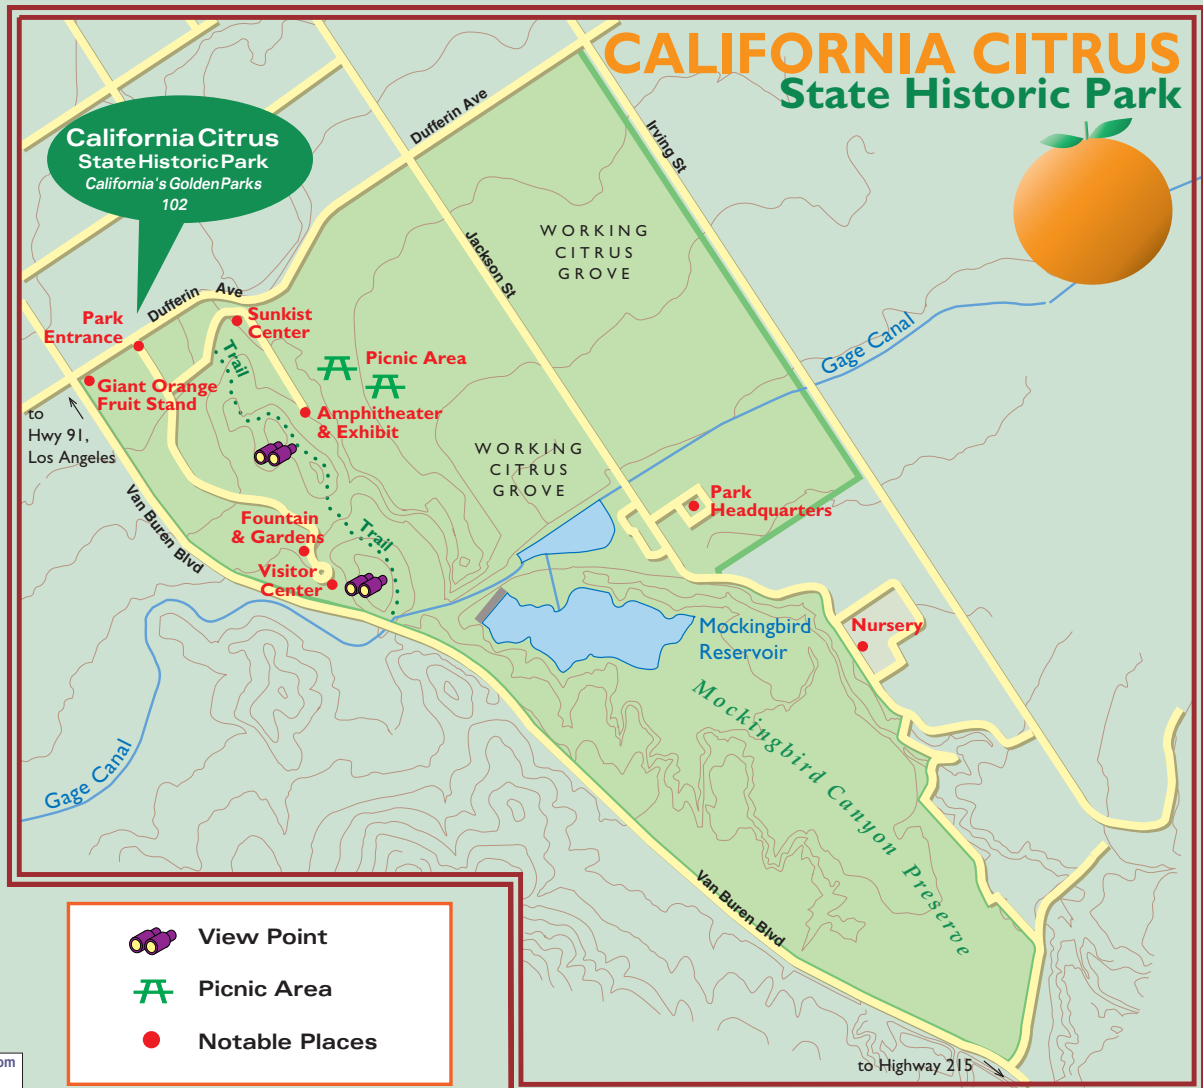 CALIFORNIA CITRUS
State Historic Park
California Citrus
State Historic Park
California's Golden Parks
102
Dufferin Ave
Irving St
Jackson St
WORKING
CITRUS
GROVE
Dufferin Ave
Park
Entrance
Sunkist
Center
Trail
Picnic Area
Gage Canal
Giant Orange
Fruit Stand
to
Hwy 91,
Los Angeles
Amphitheater
& Exhibit
WORKING
CITRUS
GROVE
Van Buren Blvd
Park
Headquarters
Fountain
& Gardens
Trail
Visitor
Center
Mockingbird
Reservoir
Nursery
Mockingbird Canyon Preserve
Gage Canal
Van Buren Blvd
View Point
Picnic Area
Notable Places
to Highway 215
om